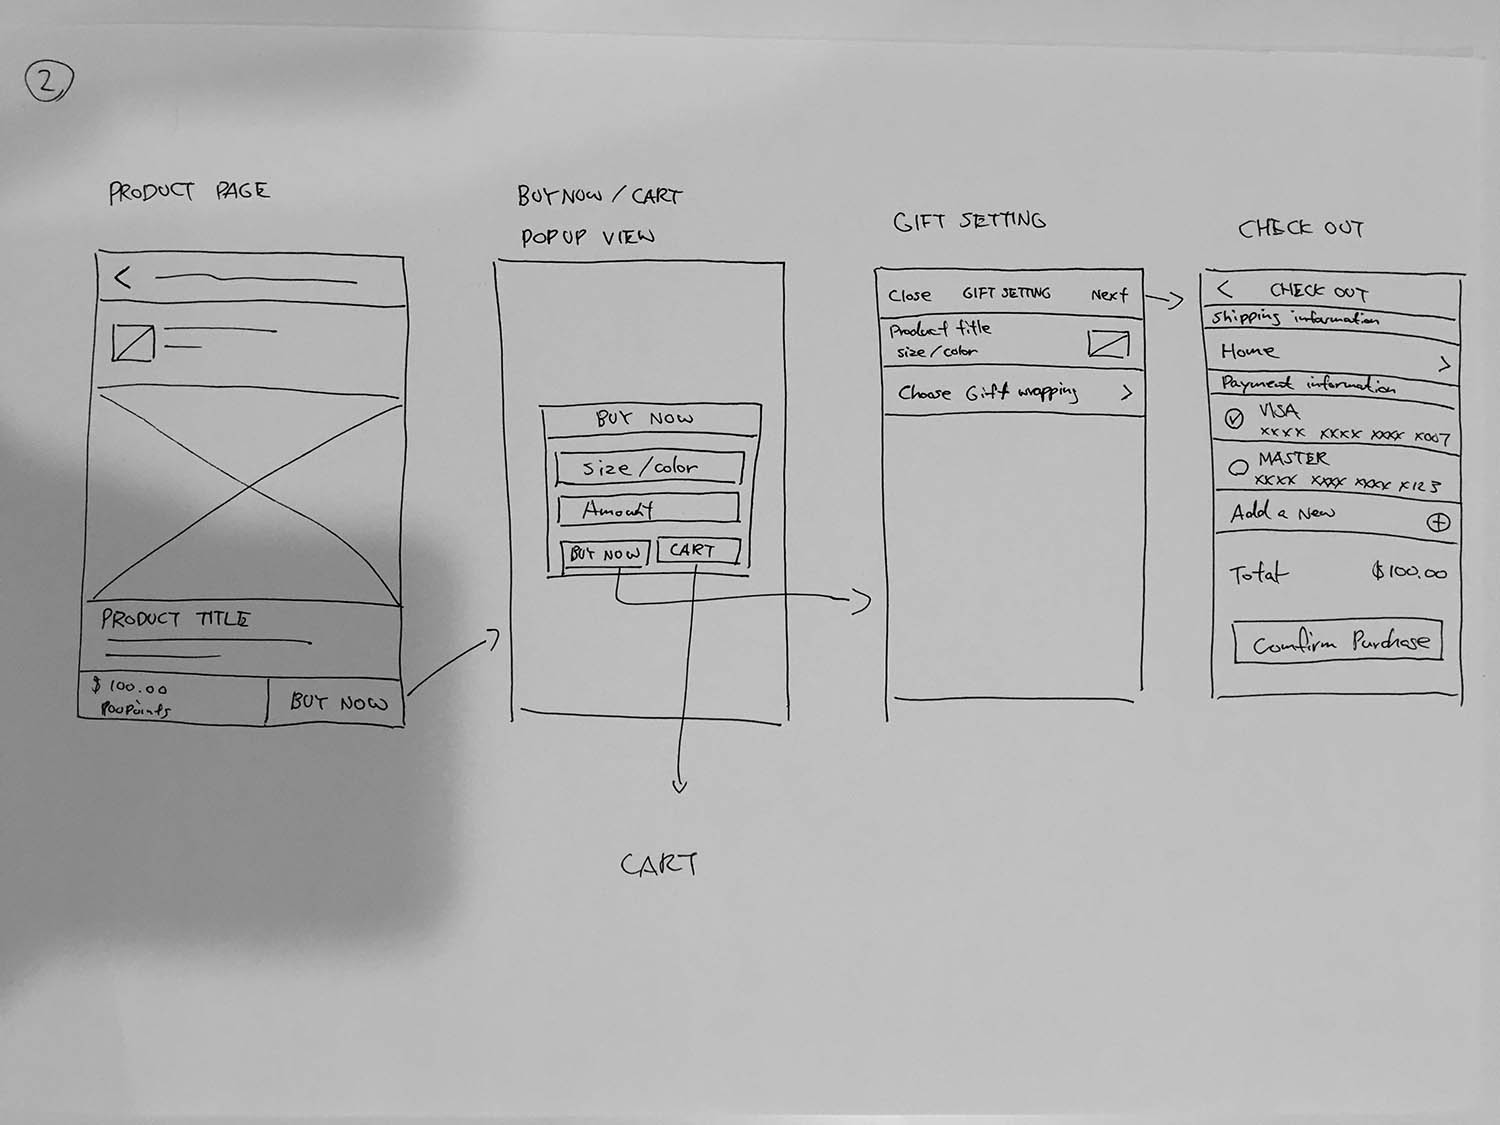 2
PRODUCT PAGE
PRODUCT TITLE
$ 100.00
BUY NOW
BUY NOW / CART
POPUP VIEW
BUY NOW
Size/color
Amount
BUY NOW
CART
CART
GIFT SETTING
Close GIFT SETTING Next
Product title
size/color
Choose Gift wrapping
CHECK OUT
CHECK OUT
Shipping information
Home
Payment information
VISA
XXXX XXXX XXXX X007
MASTER
XXXX XXXX XXXX X123
Add a New
Total $100.00
Comfirm Purchase